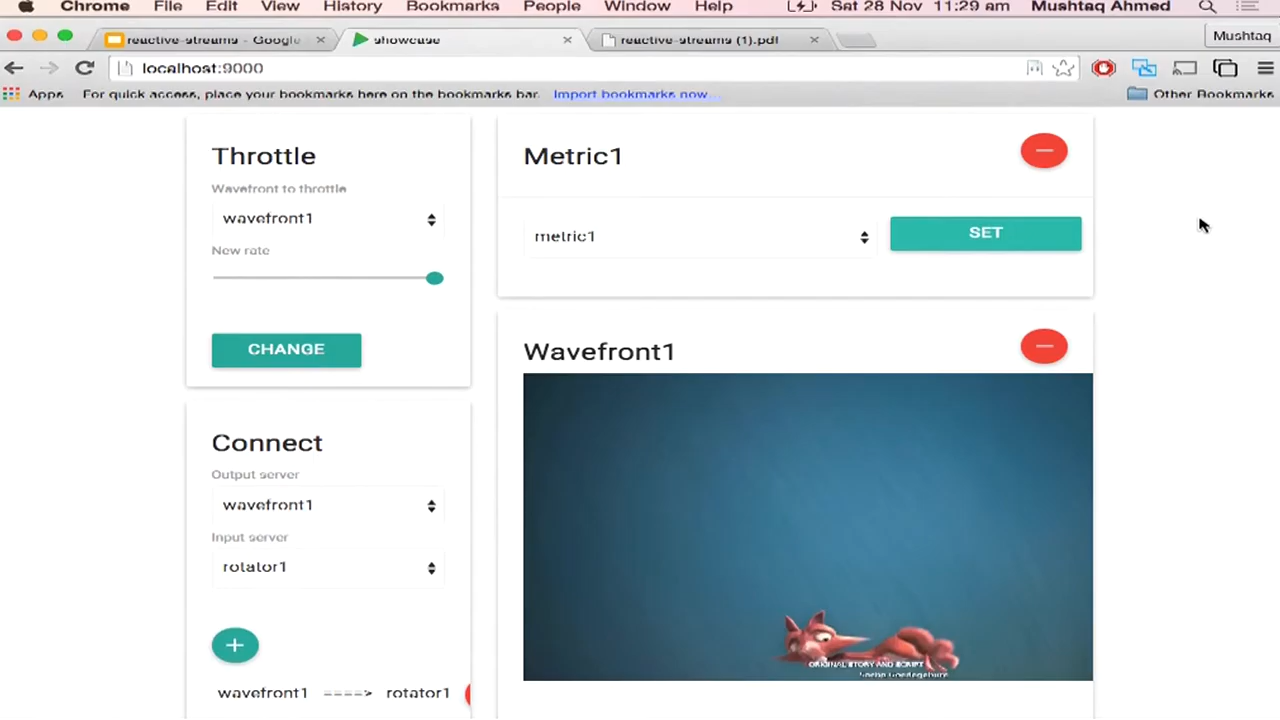 Chrome File Edit View History Bookmarks People Window Help Sat 28 Nov 11:29 am Mushtaq Ahmed
reactive-streams - Google showcase reactive-streams (1).pdf Mushtaq
localhost:9000
Apps For quick access, place your bookmarks here on the bookmarks bar. Import bookmarks now... Other Bookmarks
Throttle
Wavefront to throttle
wavefront1
New rate
CHANGE
Connect
Output server
wavefront1
Input server
rotator1
+
wavefront1 ====> rotator1
Metric1
metric1
SET
Wavefront1
ORIGINAL STORY AND SCRIPT